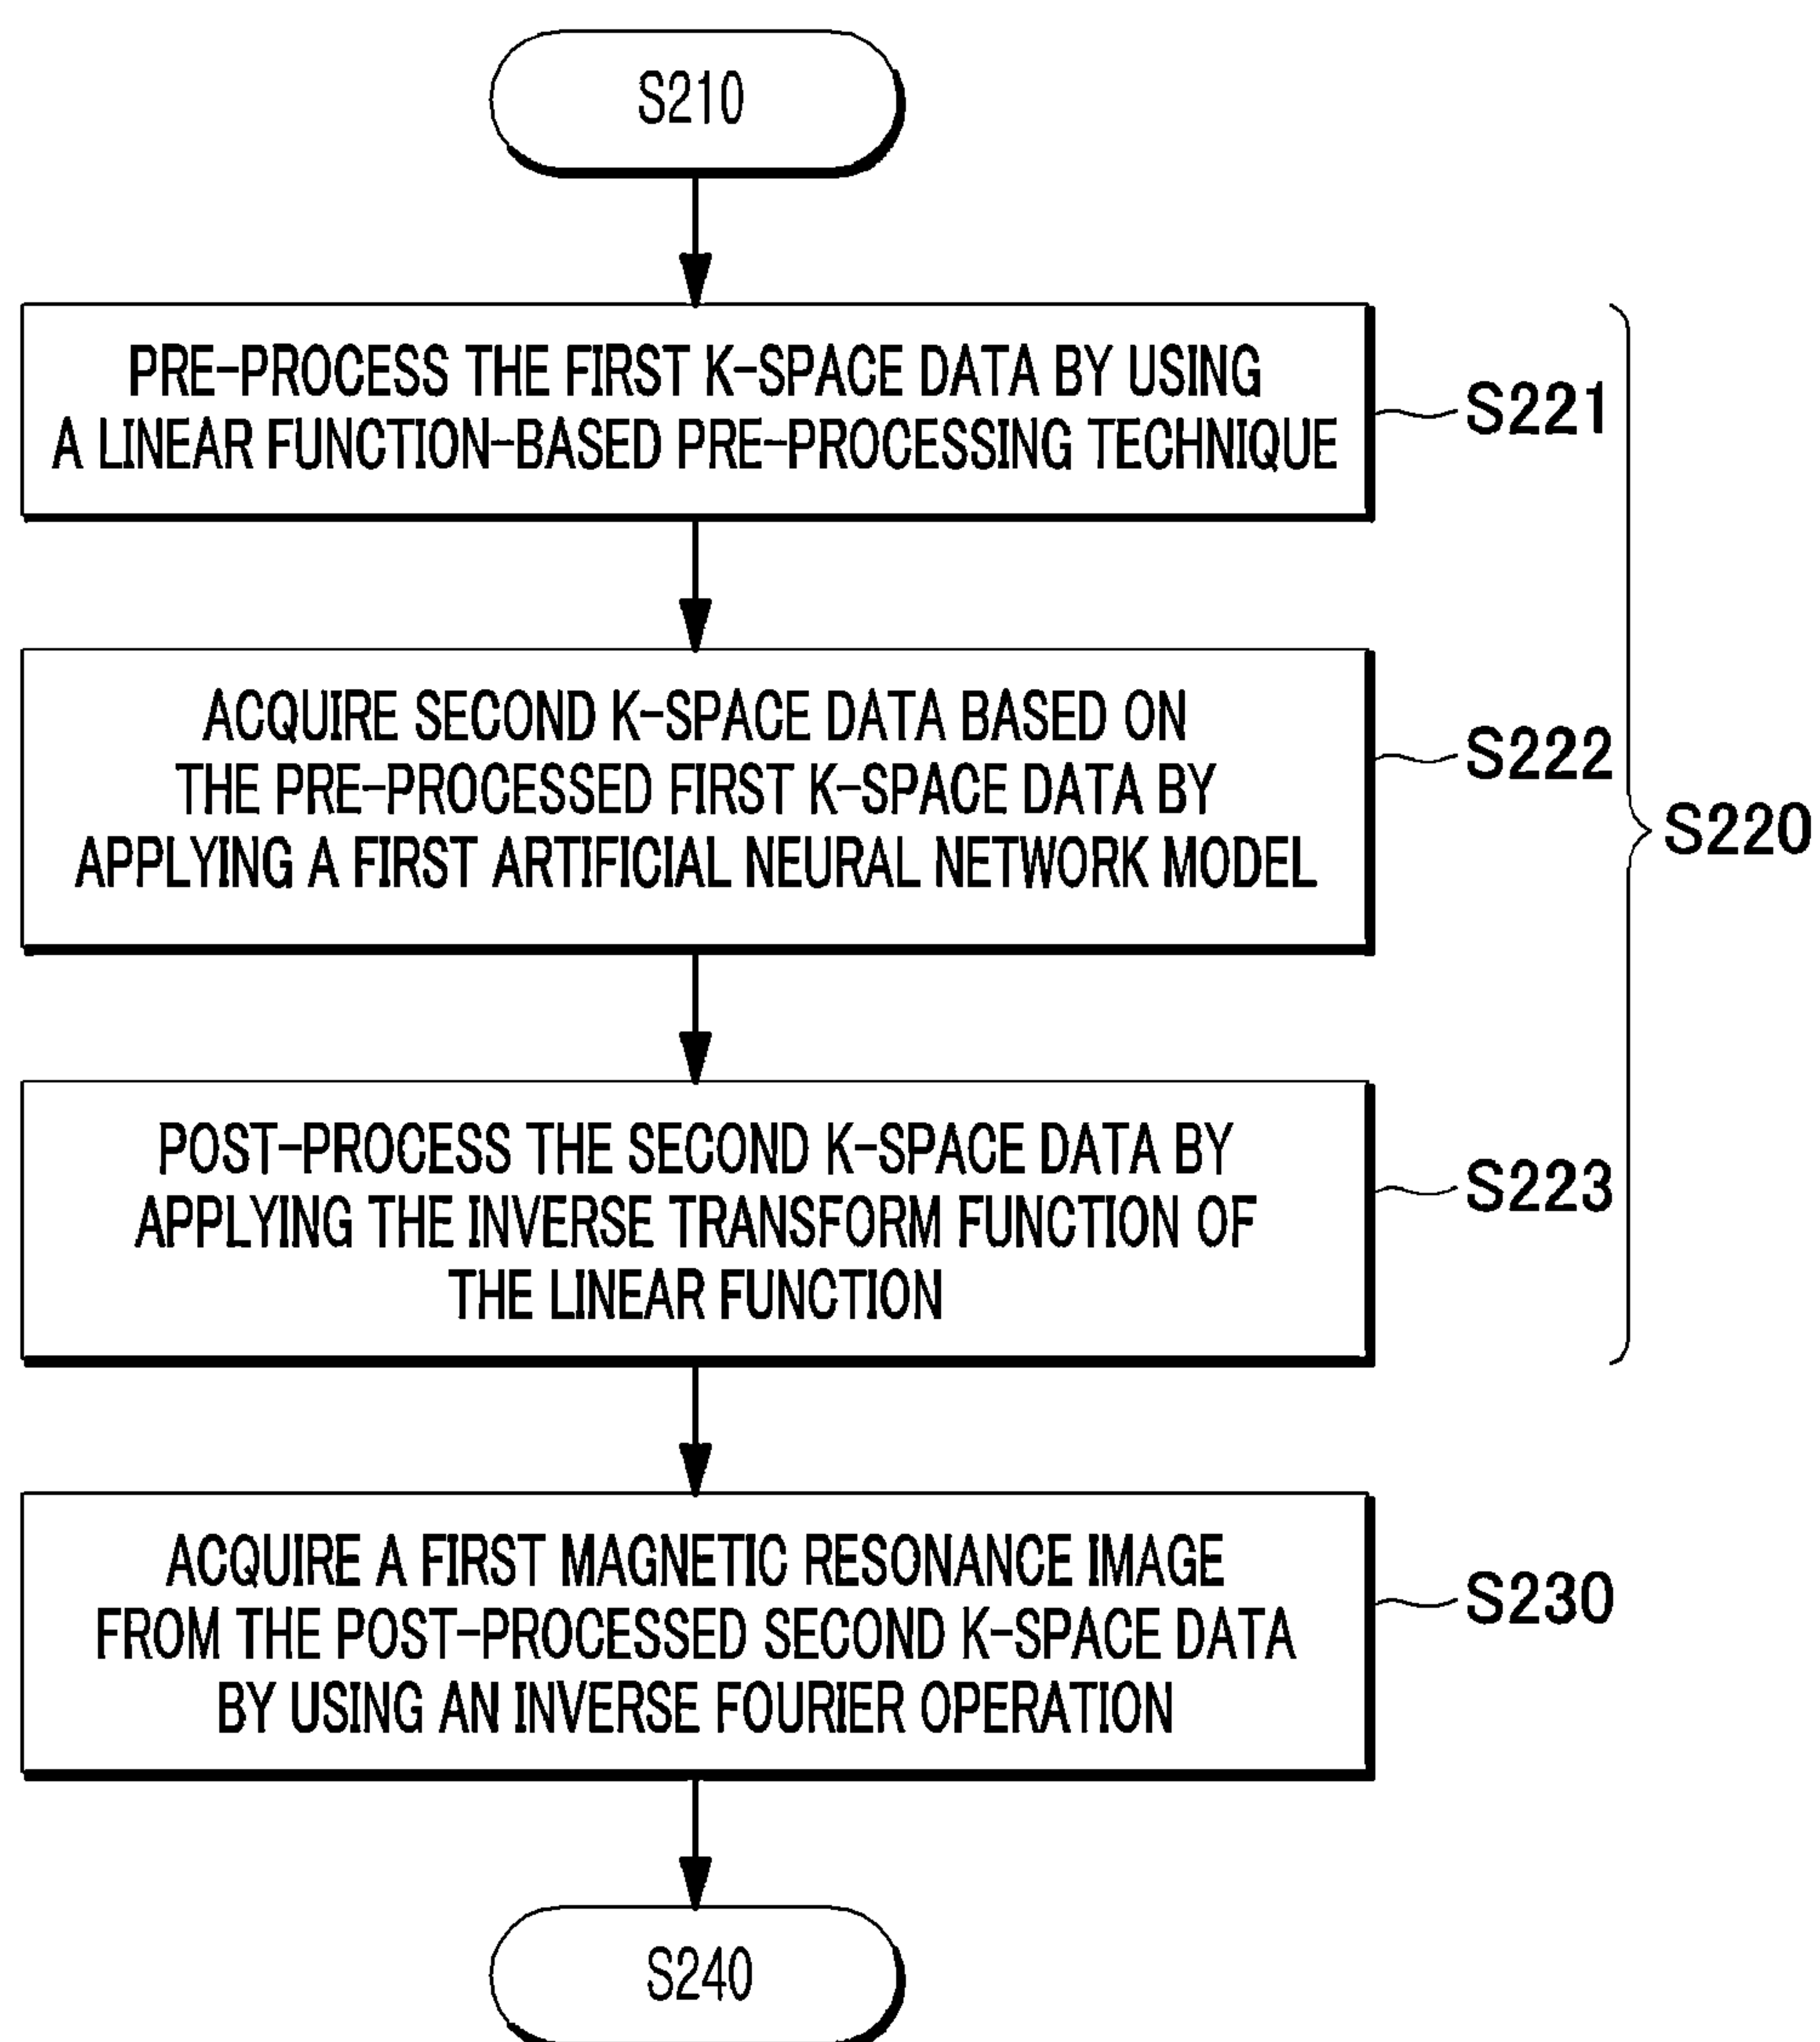 S210
PRE-PROCESS THE FIRST K-SPACE DATA BY USING
A LINEAR FUNCTION-BASED PRE-PROCESSING TECHNIQUE
S221
ACQUIRE SECOND K-SPACE DATA BASED ON
THE PRE-PROCESSED FIRST K-SPACE DATA BY
APPLYING A FIRST ARTIFICIAL NEURAL NETWORK MODEL
S222
S220
POST-PROCESS THE SECOND K-SPACE DATA BY
APPLYING THE INVERSE TRANSFORM FUNCTION OF
THE LINEAR FUNCTION
S223
ACQUIRE A FIRST MAGNETIC RESONANCE IMAGE
FROM THE POST-PROCESSED SECOND K-SPACE DATA
BY USING AN INVERSE FOURIER OPERATION
S230
S240